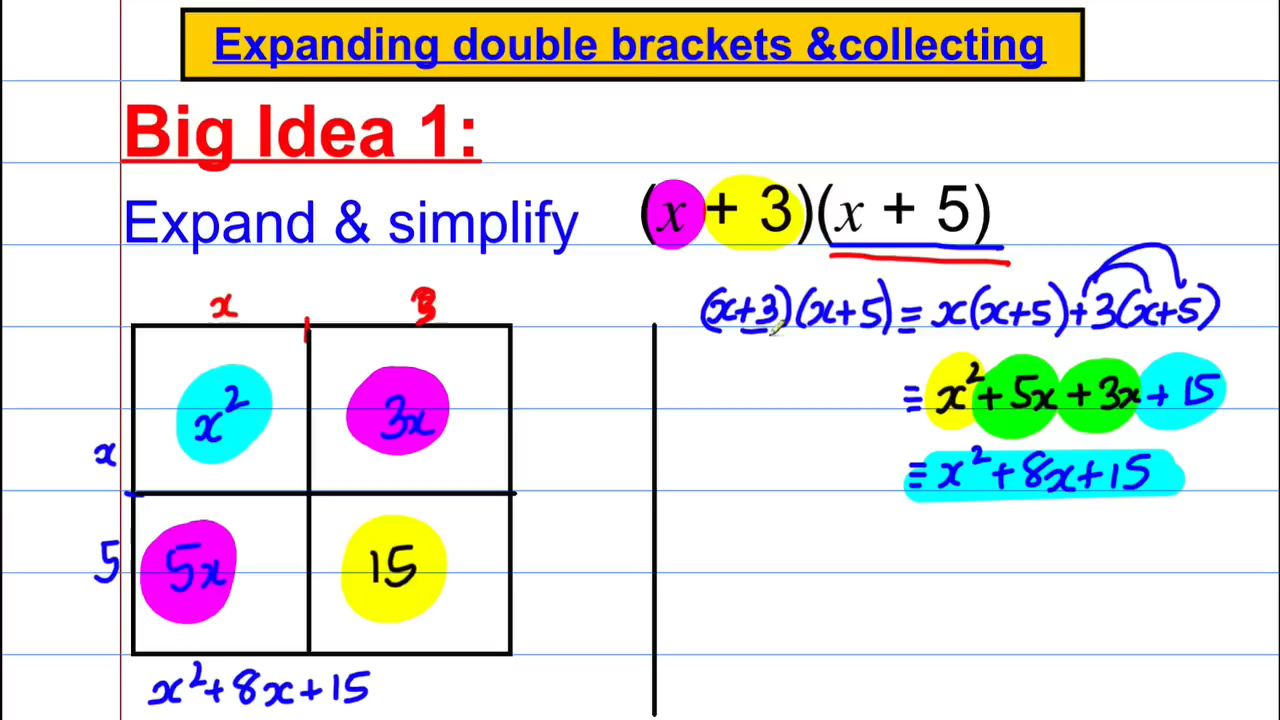 Expanding double brackets &collecting
Big Idea 1:
Expand & simplify (x + 3)(x + 5)
x 3
x x² 3x
5 5x 15
x²+8x+15
(x+3)(x+5) ≡ x(x+5)+3(x+5)
≡ x²+5x+3x+15
≡ x²+8x+15